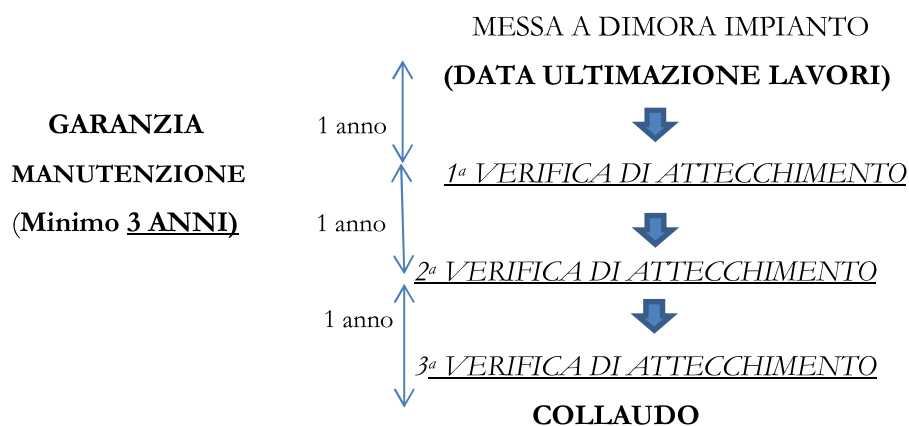 MESSA A DIMORA IMPIANTO
(DATA ULTIMAZIONE LAVORI)
GARANZIA
MANUTENZIONE
(Minimo 3 ANNI)
1 anno
1ª VERIFICA DI ATTECCHIMENTO
1 anno
2ª VERIFICA DI ATTECCHIMENTO
1 anno
3ª VERIFICA DI ATTECCHIMENTO
COLLAUDO